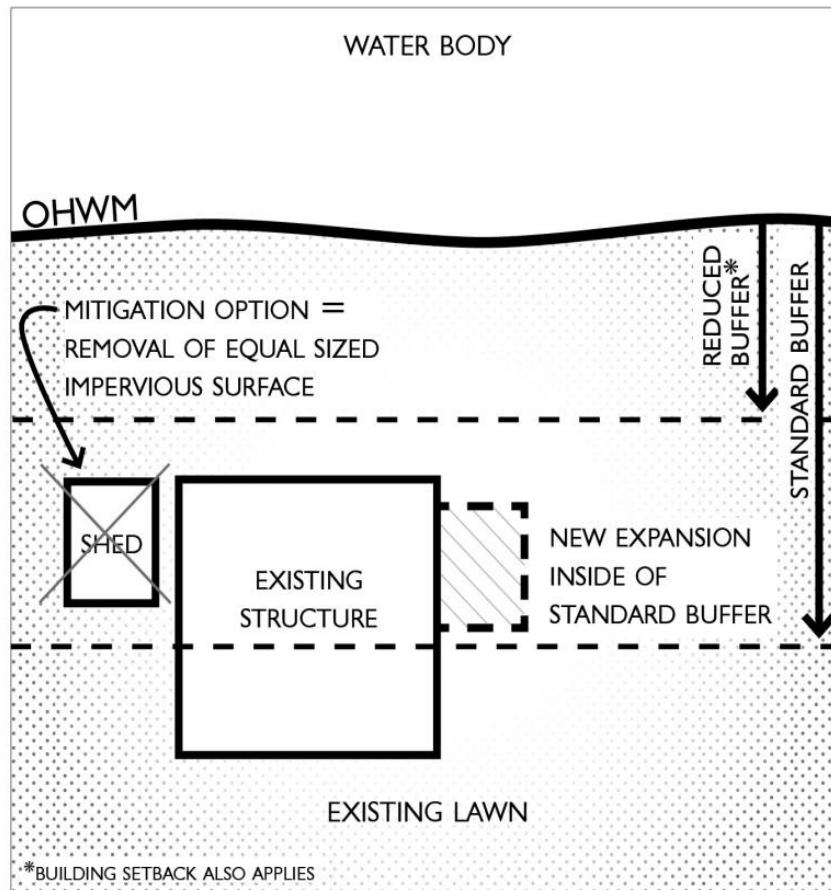 WATER BODY
OHWM
REDUCED
BUFFER*
STANDARD BUFFER
MITIGATION OPTION =
REMOVAL OF EQUAL SIZED
IMPERVIOUS SURFACE
SHED
EXISTING
STRUCTURE
NEW EXPANSION
INSIDE OF
STANDARD BUFFER
EXISTING LAWN
*BUILDING SETBACK ALSO APPLIES